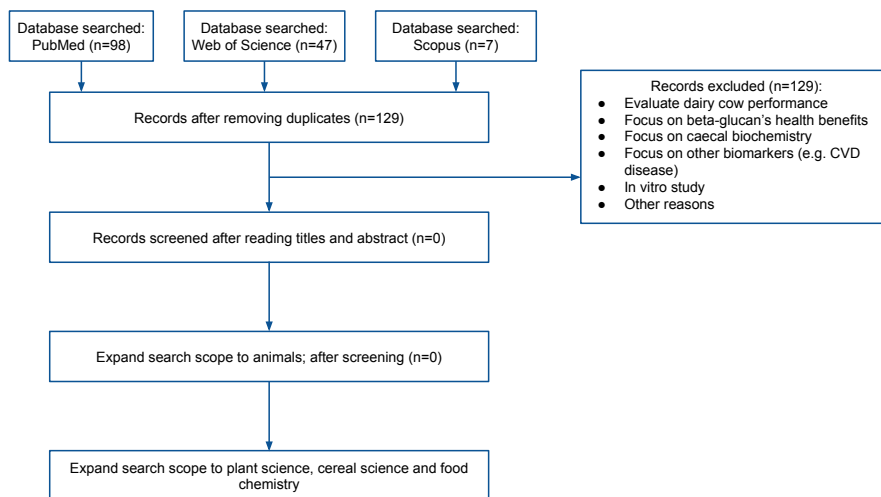 Database searched:
PubMed (n=98)
Database searched:
Web of Science (n=47)
Database searched:
Scopus (n=7)
Records after removing duplicates (n=129)
Records excluded (n=129):
● Evaluate dairy cow performance
● Focus on beta-glucan's health benefits
● Focus on caecal biochemistry
● Focus on other biomarkers (e.g. CVD
disease)
● In vitro study
● Other reasons
Records screened after reading titles and abstract (n=0)
Expand search scope to animals; after screening (n=0)
Expand search scope to plant science, cereal science and food
chemistry